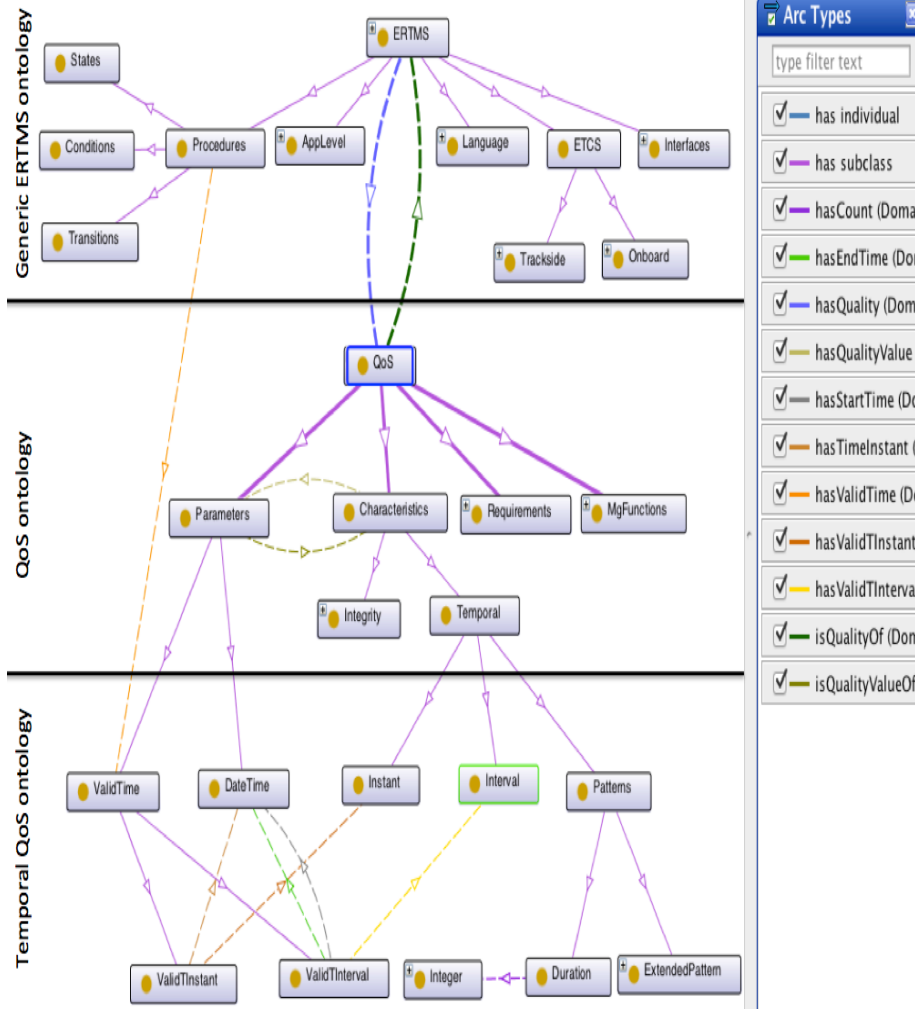 Generic ERTMS ontology
ERTMS
States
Conditions
Procedures
AppLevel
Language
ETCS
Interfaces
Transitions
Trackside
Onboard
QoS ontology
QoS
Parameters
Characteristics
Requirements
MgFunctions
Integrity
Temporal
Temporal QoS ontology
ValidTime
DateTime
Instant
Interval
Patterns
ValidTInstant
ValidTInterval
Integer
Duration
ExtendedPattern
Arc Types
type filter text
has individual
has subclass
hasCount (Doma
hasEndTime (Do
hasQuality (Dom
hasQualityValue
hasStartTime (Do
hasTimeInstant (
hasValidTime (Do
hasValidTInstant
hasValidTInterva
isQualityOf (Dom
isQualityValueOf